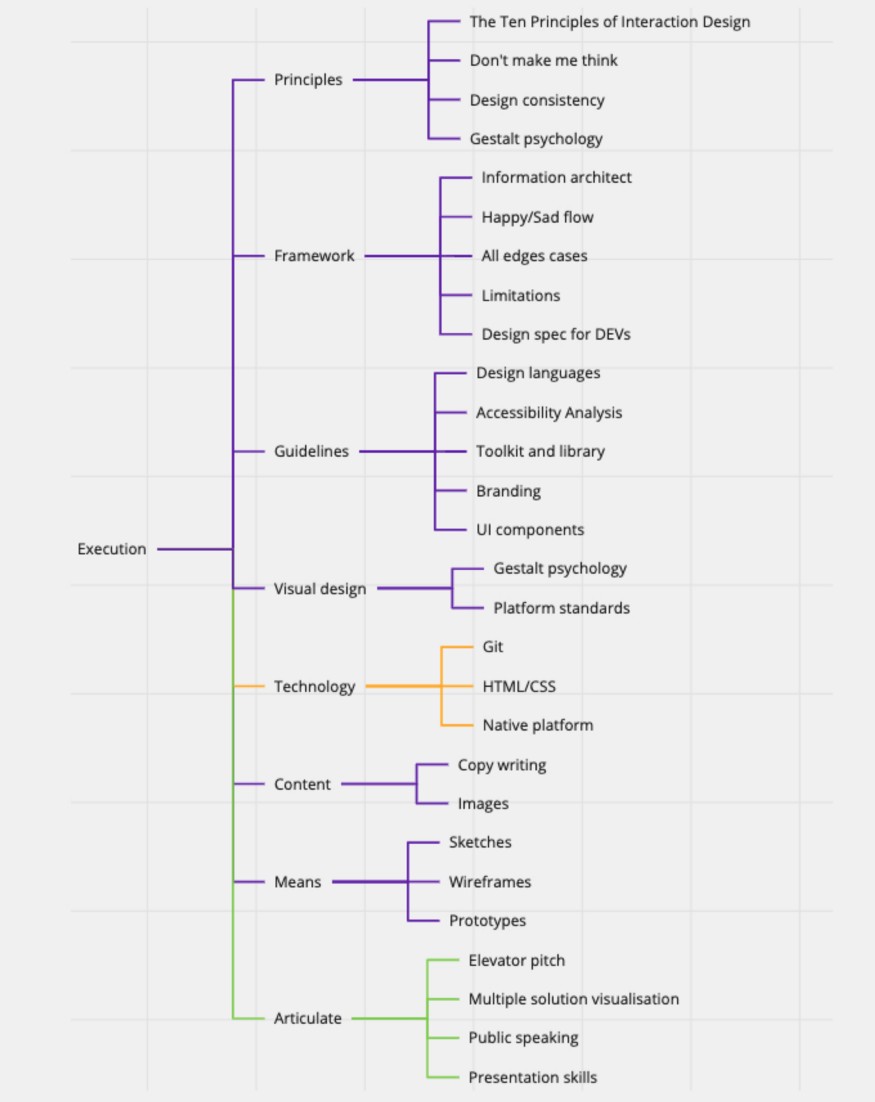 The Ten Principles of Interaction Design
Don't make me think
Principles
Design consistency
Gestalt psychology
Information architect
Happy/Sad flow
Framework
All edges cases
Limitations
Design spec for DEVs
Design languages
Accessibility Analysis
Guidelines
Toolkit and library
Branding
UI components
Execution
Gestalt psychology
Visual design
Platform standards
Git
Technology
HTML/CSS
Native platform
Copy writing
Content
Images
Sketches
Means
Wireframes
Prototypes
Elevator pitch
Multiple solution visualisation
Articulate
Public speaking
Presentation skills